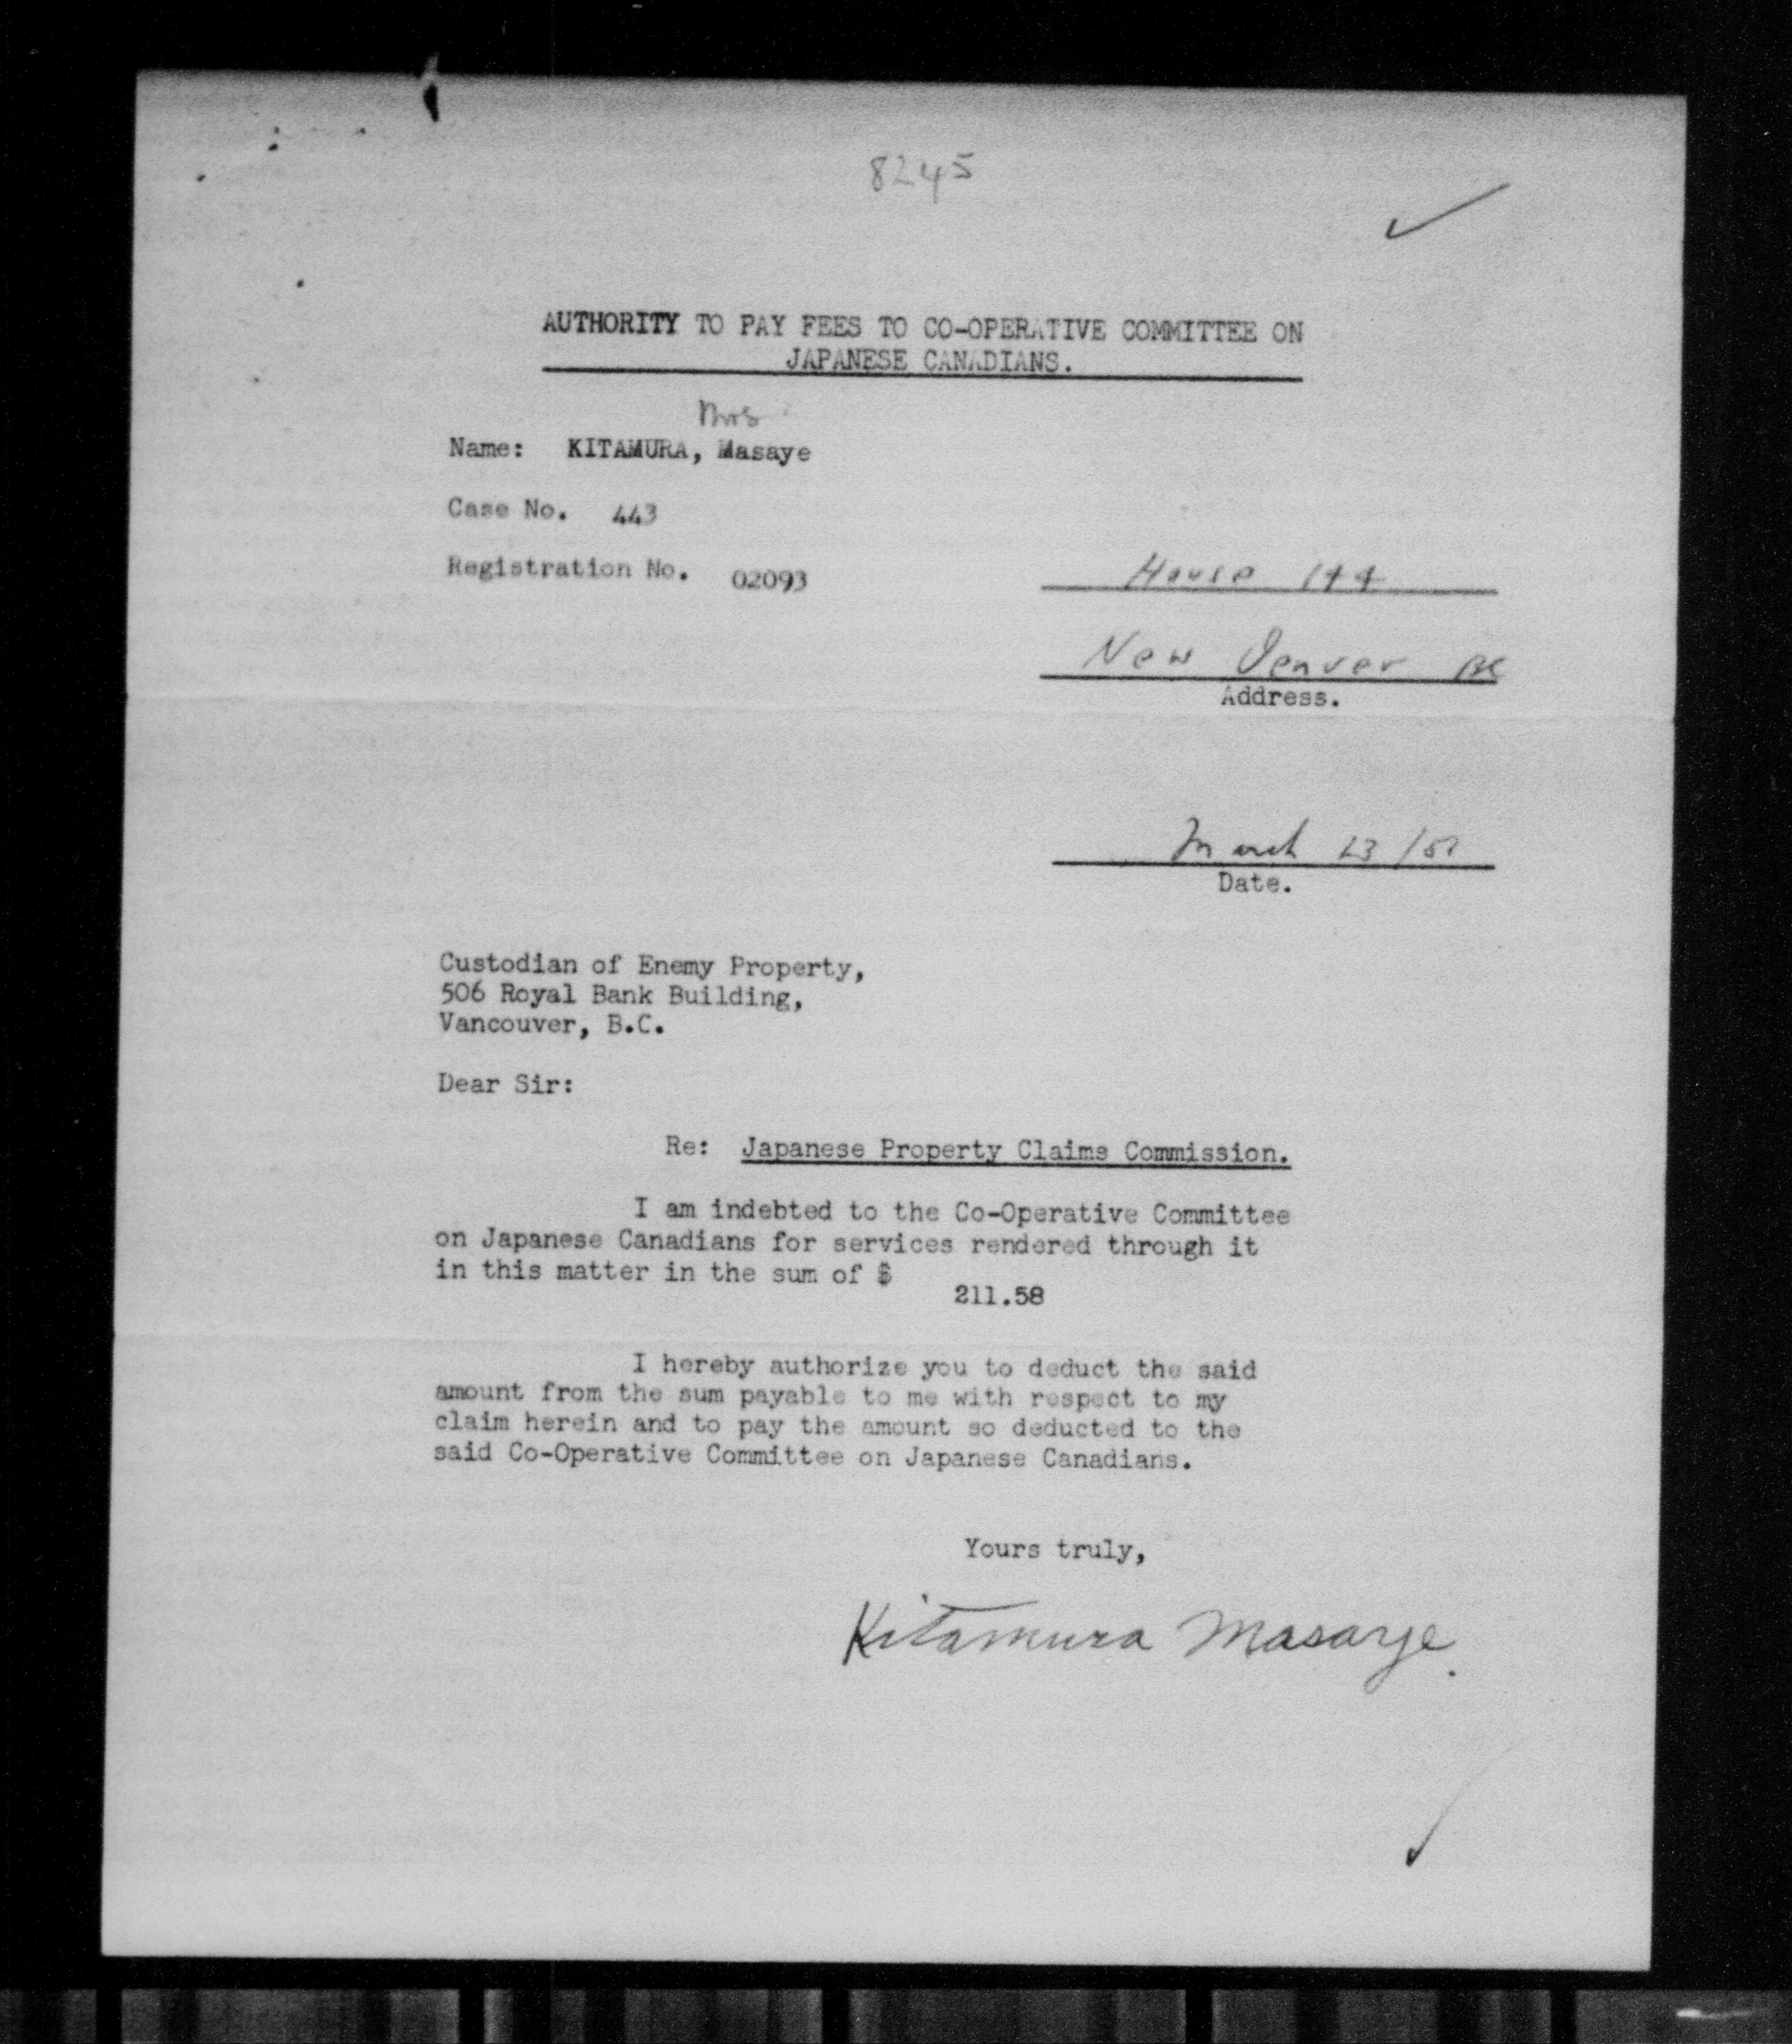 8245
AUTHORITY TO PAY FEES TO CO-OPERATIVE COMMITTEE ON
JAPANESE CANADIANS.
Mrs
Name: KITAMURA, Masaye
Case No. 443
Registration No. 02093
House 144
New Denver BC
Address.
March 23 /51
Date.
Custodian of Enemy Property,
506 Royal Bank Building,
Vancouver, B.C.
Dear Sir:
Re: Japanese Property Claims Commission.
I am indebted to the Co-Operative Committee
on Japanese Canadians for services rendered through it
in this matter in the sum of $
211.58
I hereby authorize you to deduct the said
amount from the sum payable to me with respect to my
claim herein and to pay the amount so deducted to the
said Co-Operative Committee on Japanese Canadians.
Yours truly,
Kitamura Masaye.